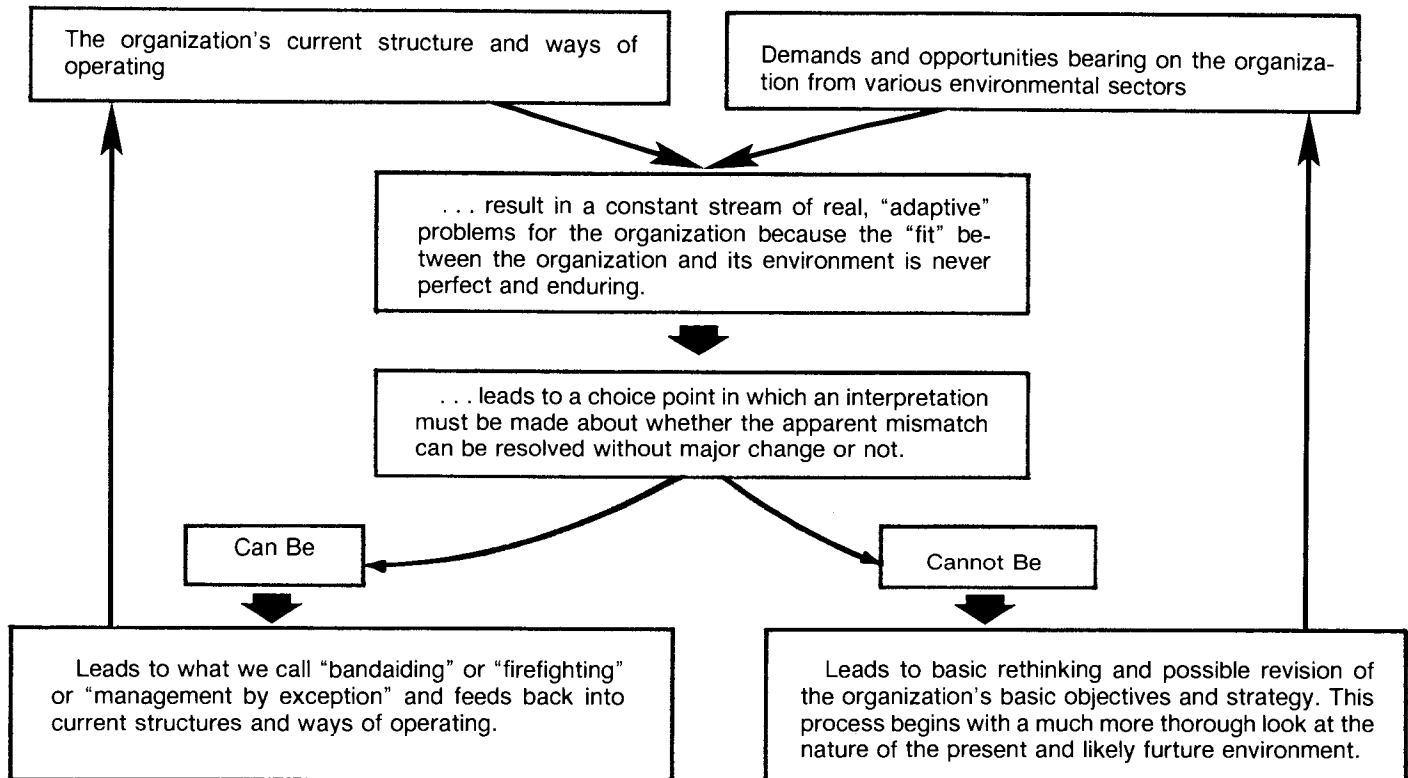 The organization's current structure and ways of
operating
Demands and opportunities bearing on the organiza-
tion from various environmental sectors
. . . result in a constant stream of real, “adaptive”
problems for the organization because the “fit” be-
tween the organization and its environment is never
perfect and enduring.
. . . leads to a choice point in which an interpretation
must be made about whether the apparent mismatch
can be resolved without major change or not.
Can Be
Cannot Be
Leads to what we call “bandaiding” or “firefighting”
or “management by exception” and feeds back into
current structures and ways of operating.
Leads to basic rethinking and possible revision of
the organization's basic objectives and strategy. This
process begins with a much more thorough look at the
nature of the present and likely furture environment.